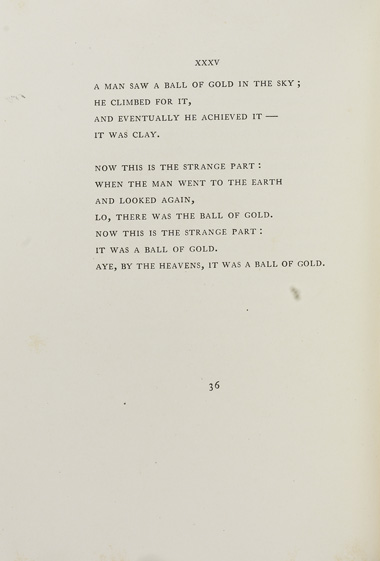 XXXV
A MAN SAW A BALL OF GOLD IN THE SKY;
HE CLIMBED FOR IT,
AND EVENTUALLY HE ACHIEVED IT —
IT WAS CLAY.
NOW THIS IS THE STRANGE PART:
WHEN THE MAN WENT TO THE EARTH
AND LOOKED AGAIN,
LO, THERE WAS THE BALL OF GOLD.
NOW THIS IS THE STRANGE PART:
IT WAS A BALL OF GOLD.
AYE, BY THE HEAVENS, IT WAS A BALL OF GOLD.
36